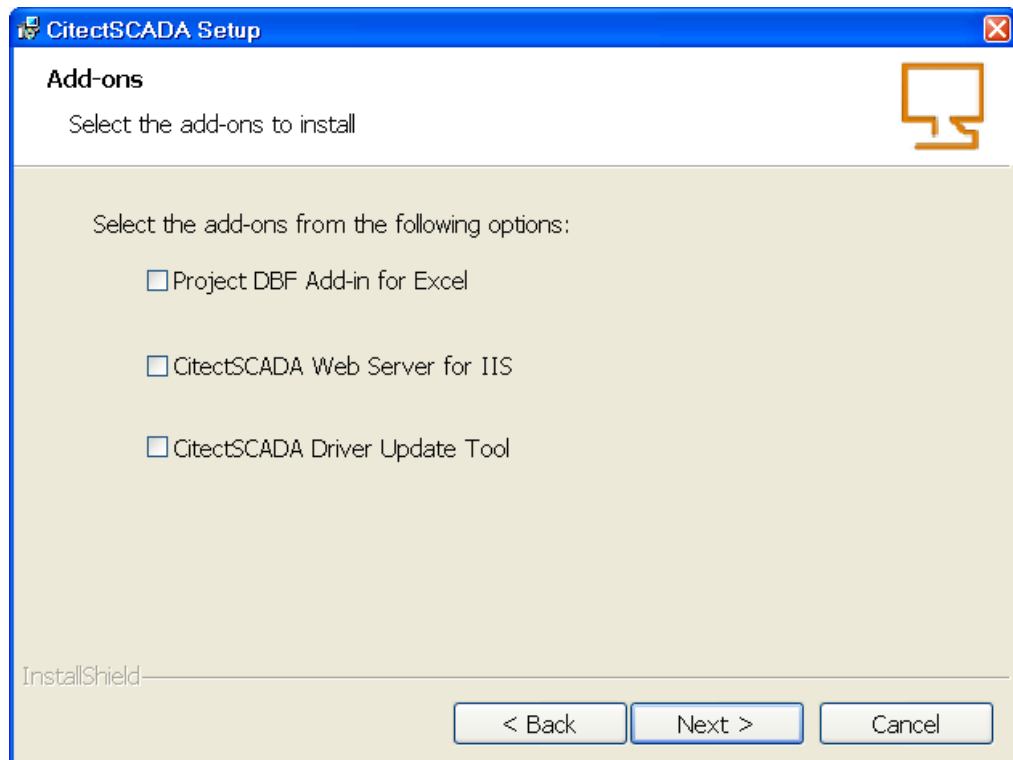 CitectSCADA Setup
Add-ons
Select the add-ons to install
Select the add-ons from the following options:
Project DBF Add-in for Excel
CitectSCADA Web Server for IIS
CitectSCADA Driver Update Tool
InstallShield
< Back Next > Cancel